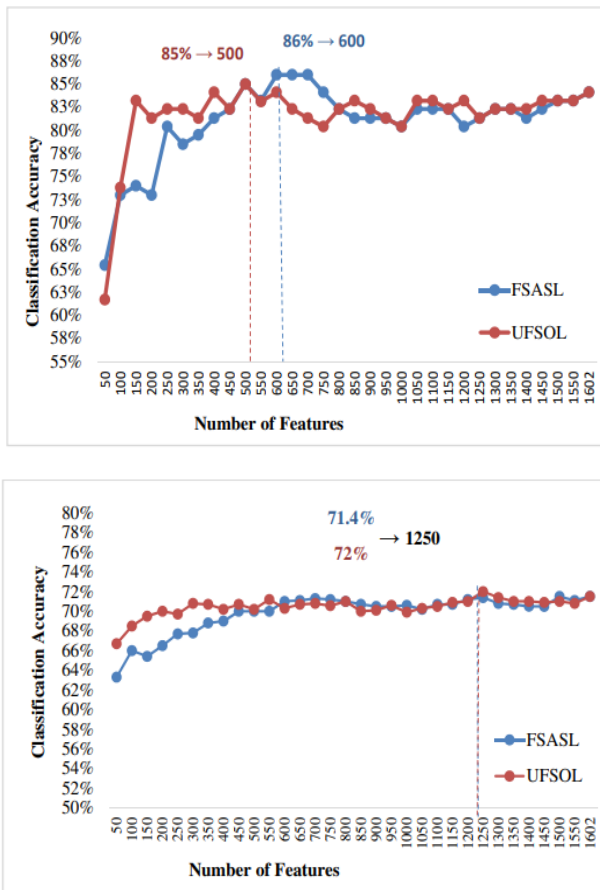 90%
88%
85%
83%
80%
78%
75%
73%
70%
68%
65%
63%
60%
58%
55%
Classification Accuracy
85% → 500
86% → 600
FSASL
UFSOL
50 100 150 200 250 300 350 400 450 500 550 600 650 700 750 800 850 900 950 1000 1050 1100 1150 1200 1250 1300 1350 1400 1450 1500 1550 1602
Number of Features
80%
78%
76%
74%
72%
70%
68%
66%
64%
62%
60%
58%
56%
54%
52%
50%
Classification Accuracy
71.4%
→ 1250
72%
FSASL
UFSOL
50 100 150 200 250 300 350 400 450 500 550 600 650 700 750 800 850 900 950 1000 1050 1100 1150 1200 1250 1300 1350 1400 1450 1500 1550 1602
Number of Features